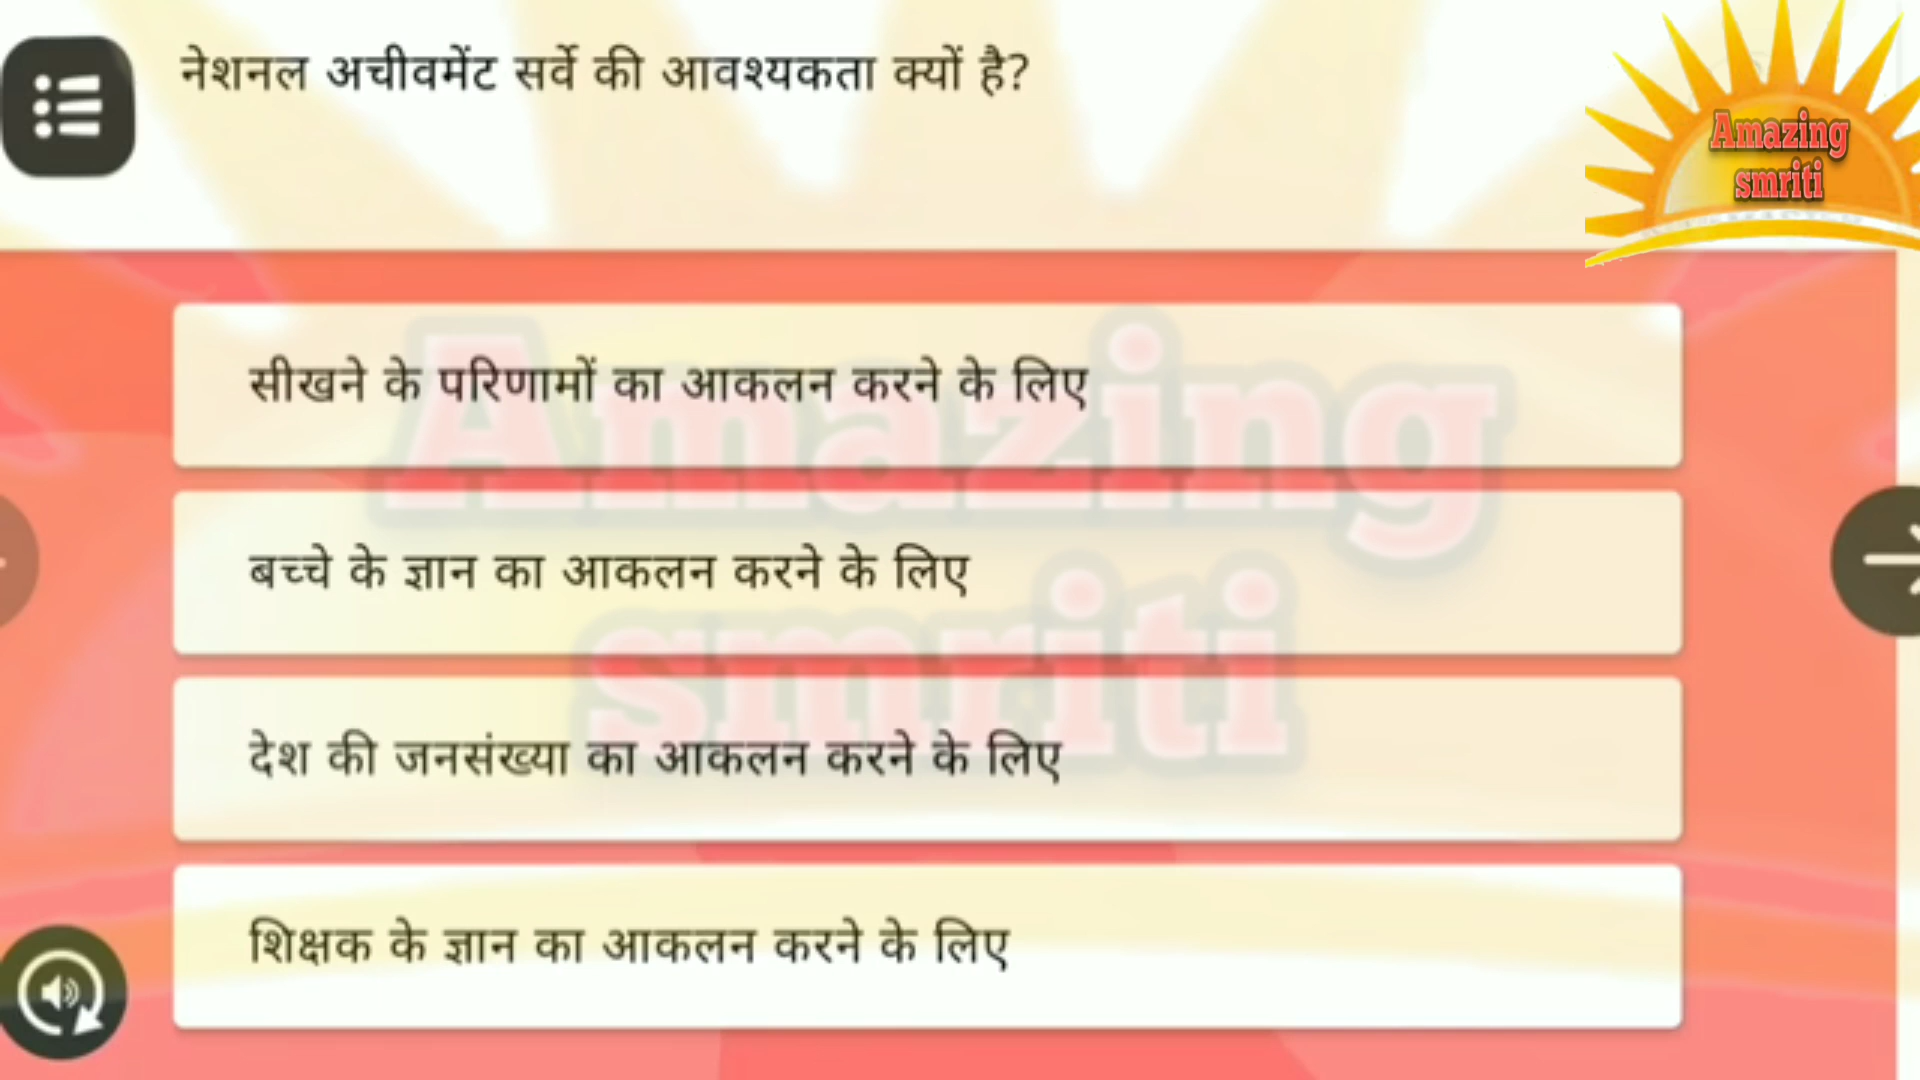 नेशनल अचीवमेंट सर्वे की आवश्यकता क्यों है?
Amazing
smriti
सीखने के परिणामों का आकलन करने के लिए
बच्चे के ज्ञान का आकलन करने के लिए
देश की जनसंख्या का आकलन करने के लिए
शिक्षक के ज्ञान का आकलन करने के लिए
Amazing
smriti